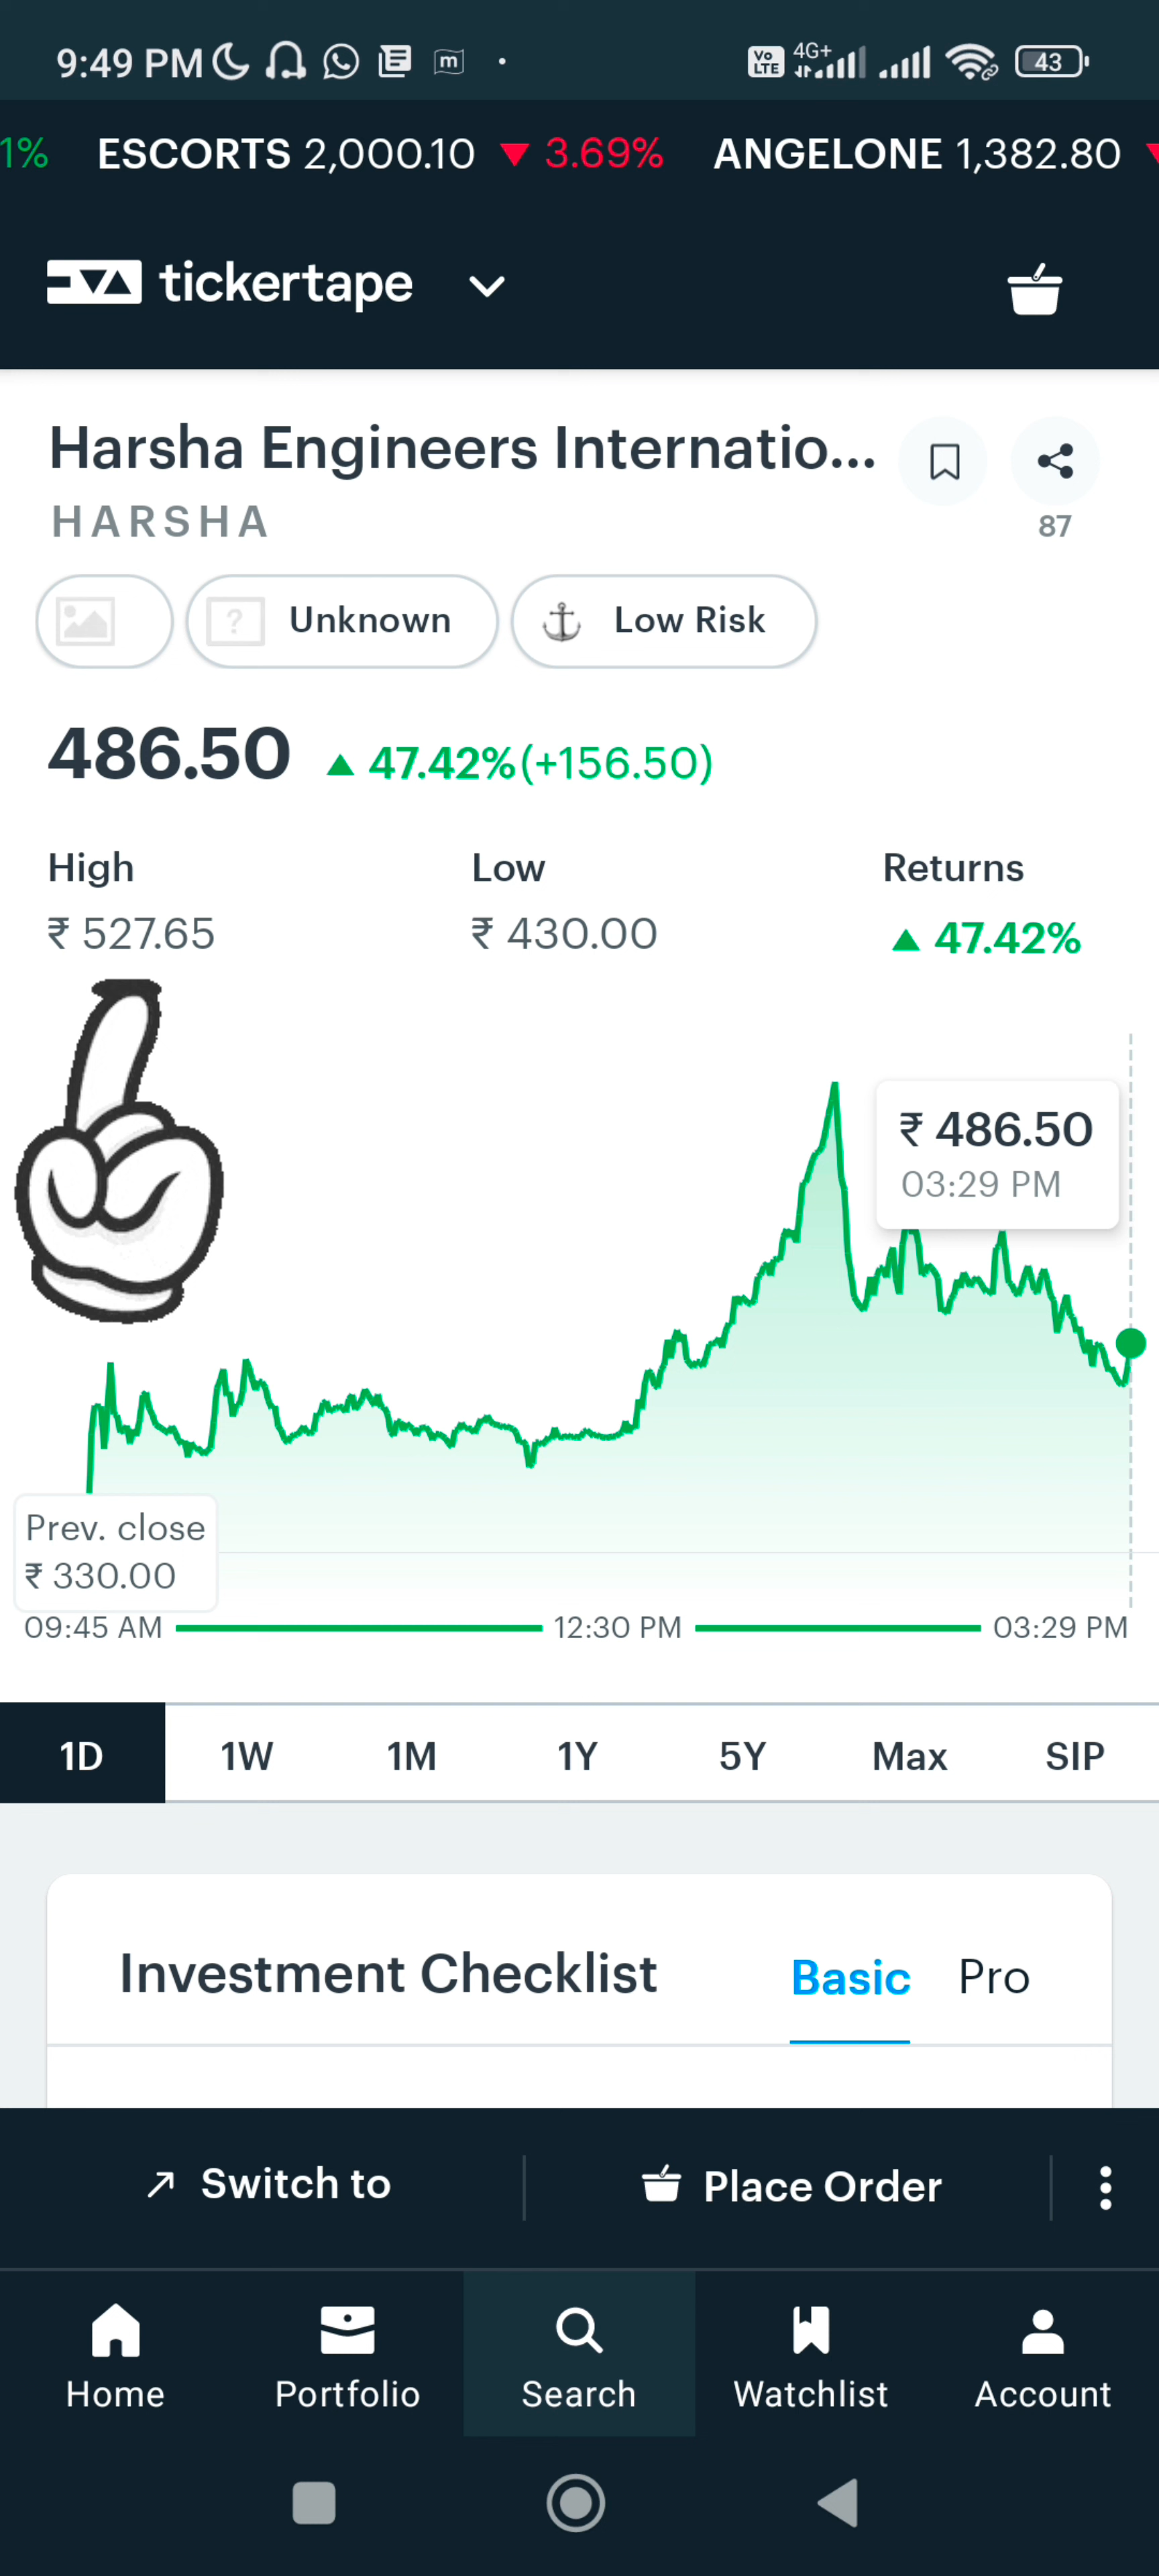 9:49 PM m Vo LTE 4G+ 43
1% ESCORTS 2,000.10 ▼ 3.69% ANGELONE 1,382.80 ▼
tickertape
Harsha Engineers Internatio...
HARSHA
87
? Unknown Low Risk
486.50 ▲ 47.42%(+156.50)
High Low Returns
₹ 527.65 ₹ 430.00 ▲ 47.42%
₹ 486.50
03:29 PM
Prev. close
₹ 330.00
09:45 AM 12:30 PM 03:29 PM
1D 1W 1M 1Y 5Y Max SIP
Investment Checklist Basic Pro
Switch to Place Order
Home Portfolio Search Watchlist Account